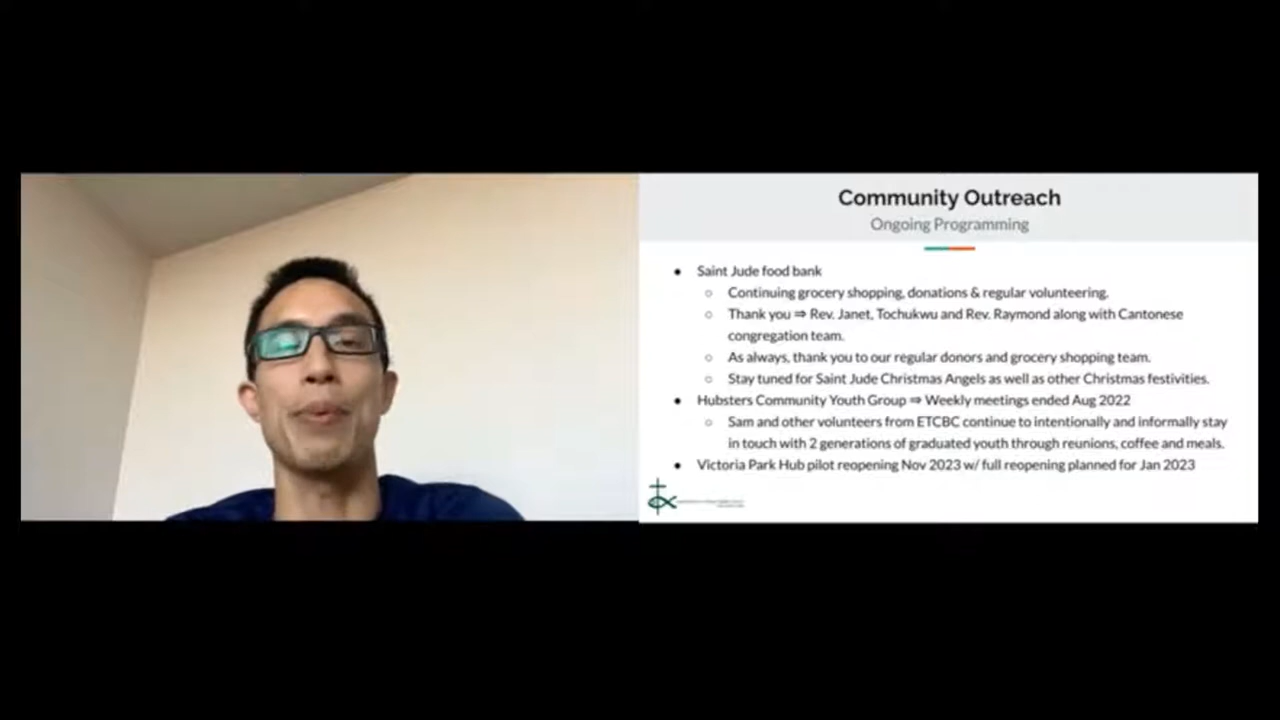 Community Outreach
Ongoing Programming
● Saint Jude food bank
○ Continuing grocery shopping, donations & regular volunteering.
○ Thank you ⇒ Rev. Janet, Tochukwu and Rev. Raymond along with Cantonese
congregation team.
○ As always, thank you to our regular donors and grocery shopping team.
○ Stay tuned for Saint Jude Christmas Angels as well as other Christmas festivities.
● Hubsters Community Youth Group ⇒ Weekly meetings ended Aug 2022
○ Sam and other volunteers from ETCBC continue to intentionally and informally stay
in touch with 2 generations of graduated youth through reunions, coffee and meals.
● Victoria Park Hub pilot reopening Nov 2023 w/ full reopening planned for Jan 2023